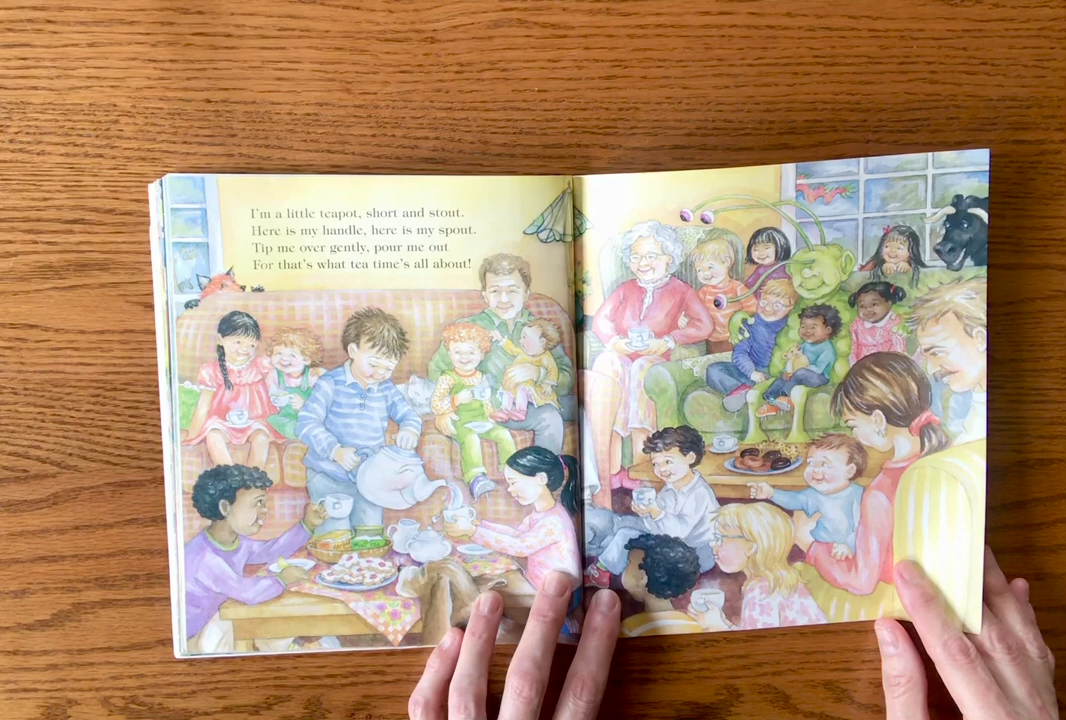 I'm a little teapot, short and stout.
Here is my handle, here is my spout.
Tip me over gently, pour me out
For that's what tea time's all about!